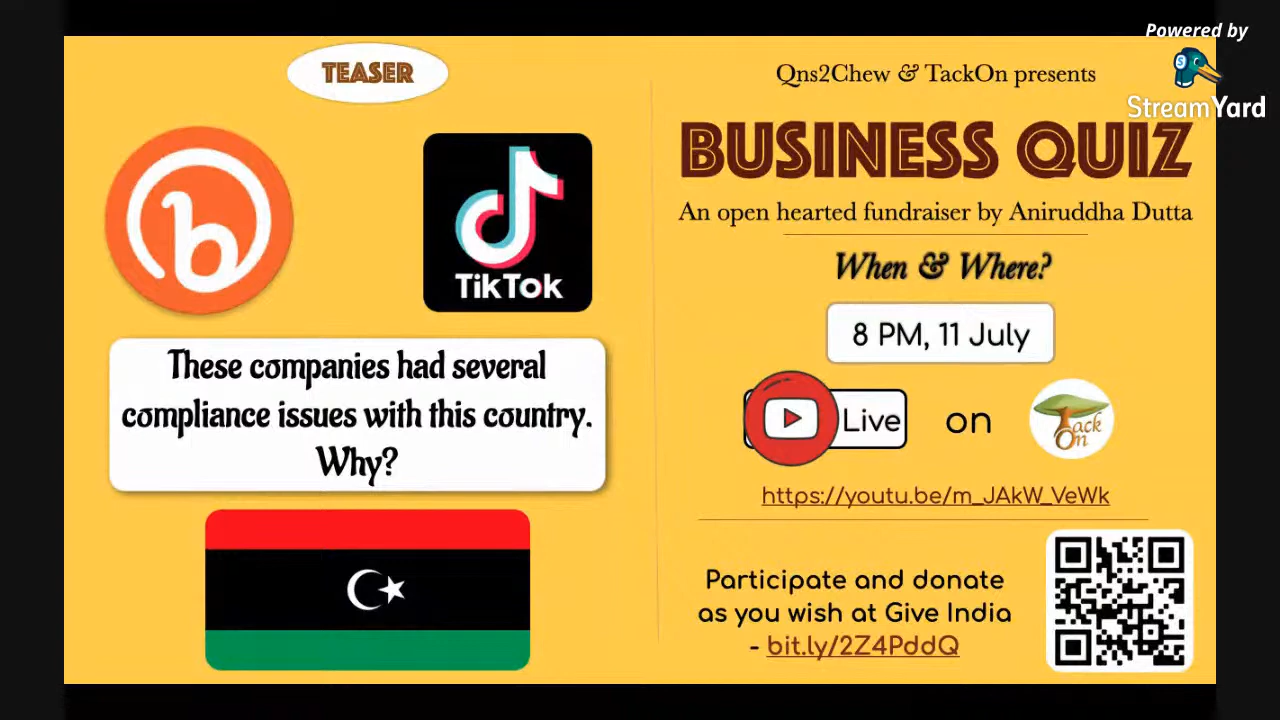 Powered by
StreamYard
TEASER
TikTok
These companies had several
compliance issues with this country.
Why?
Qns2Chew & TackOn presents
BUSINESS QUIZ
An open hearted fundraiser by Aniruddha Dutta
When & Where?
8 PM, 11 July
Live on Tack On
https://youtu.be/m_JAkW_VeWk
Participate and donate
as you wish at Give India
- bit.ly/2Z4PddQ